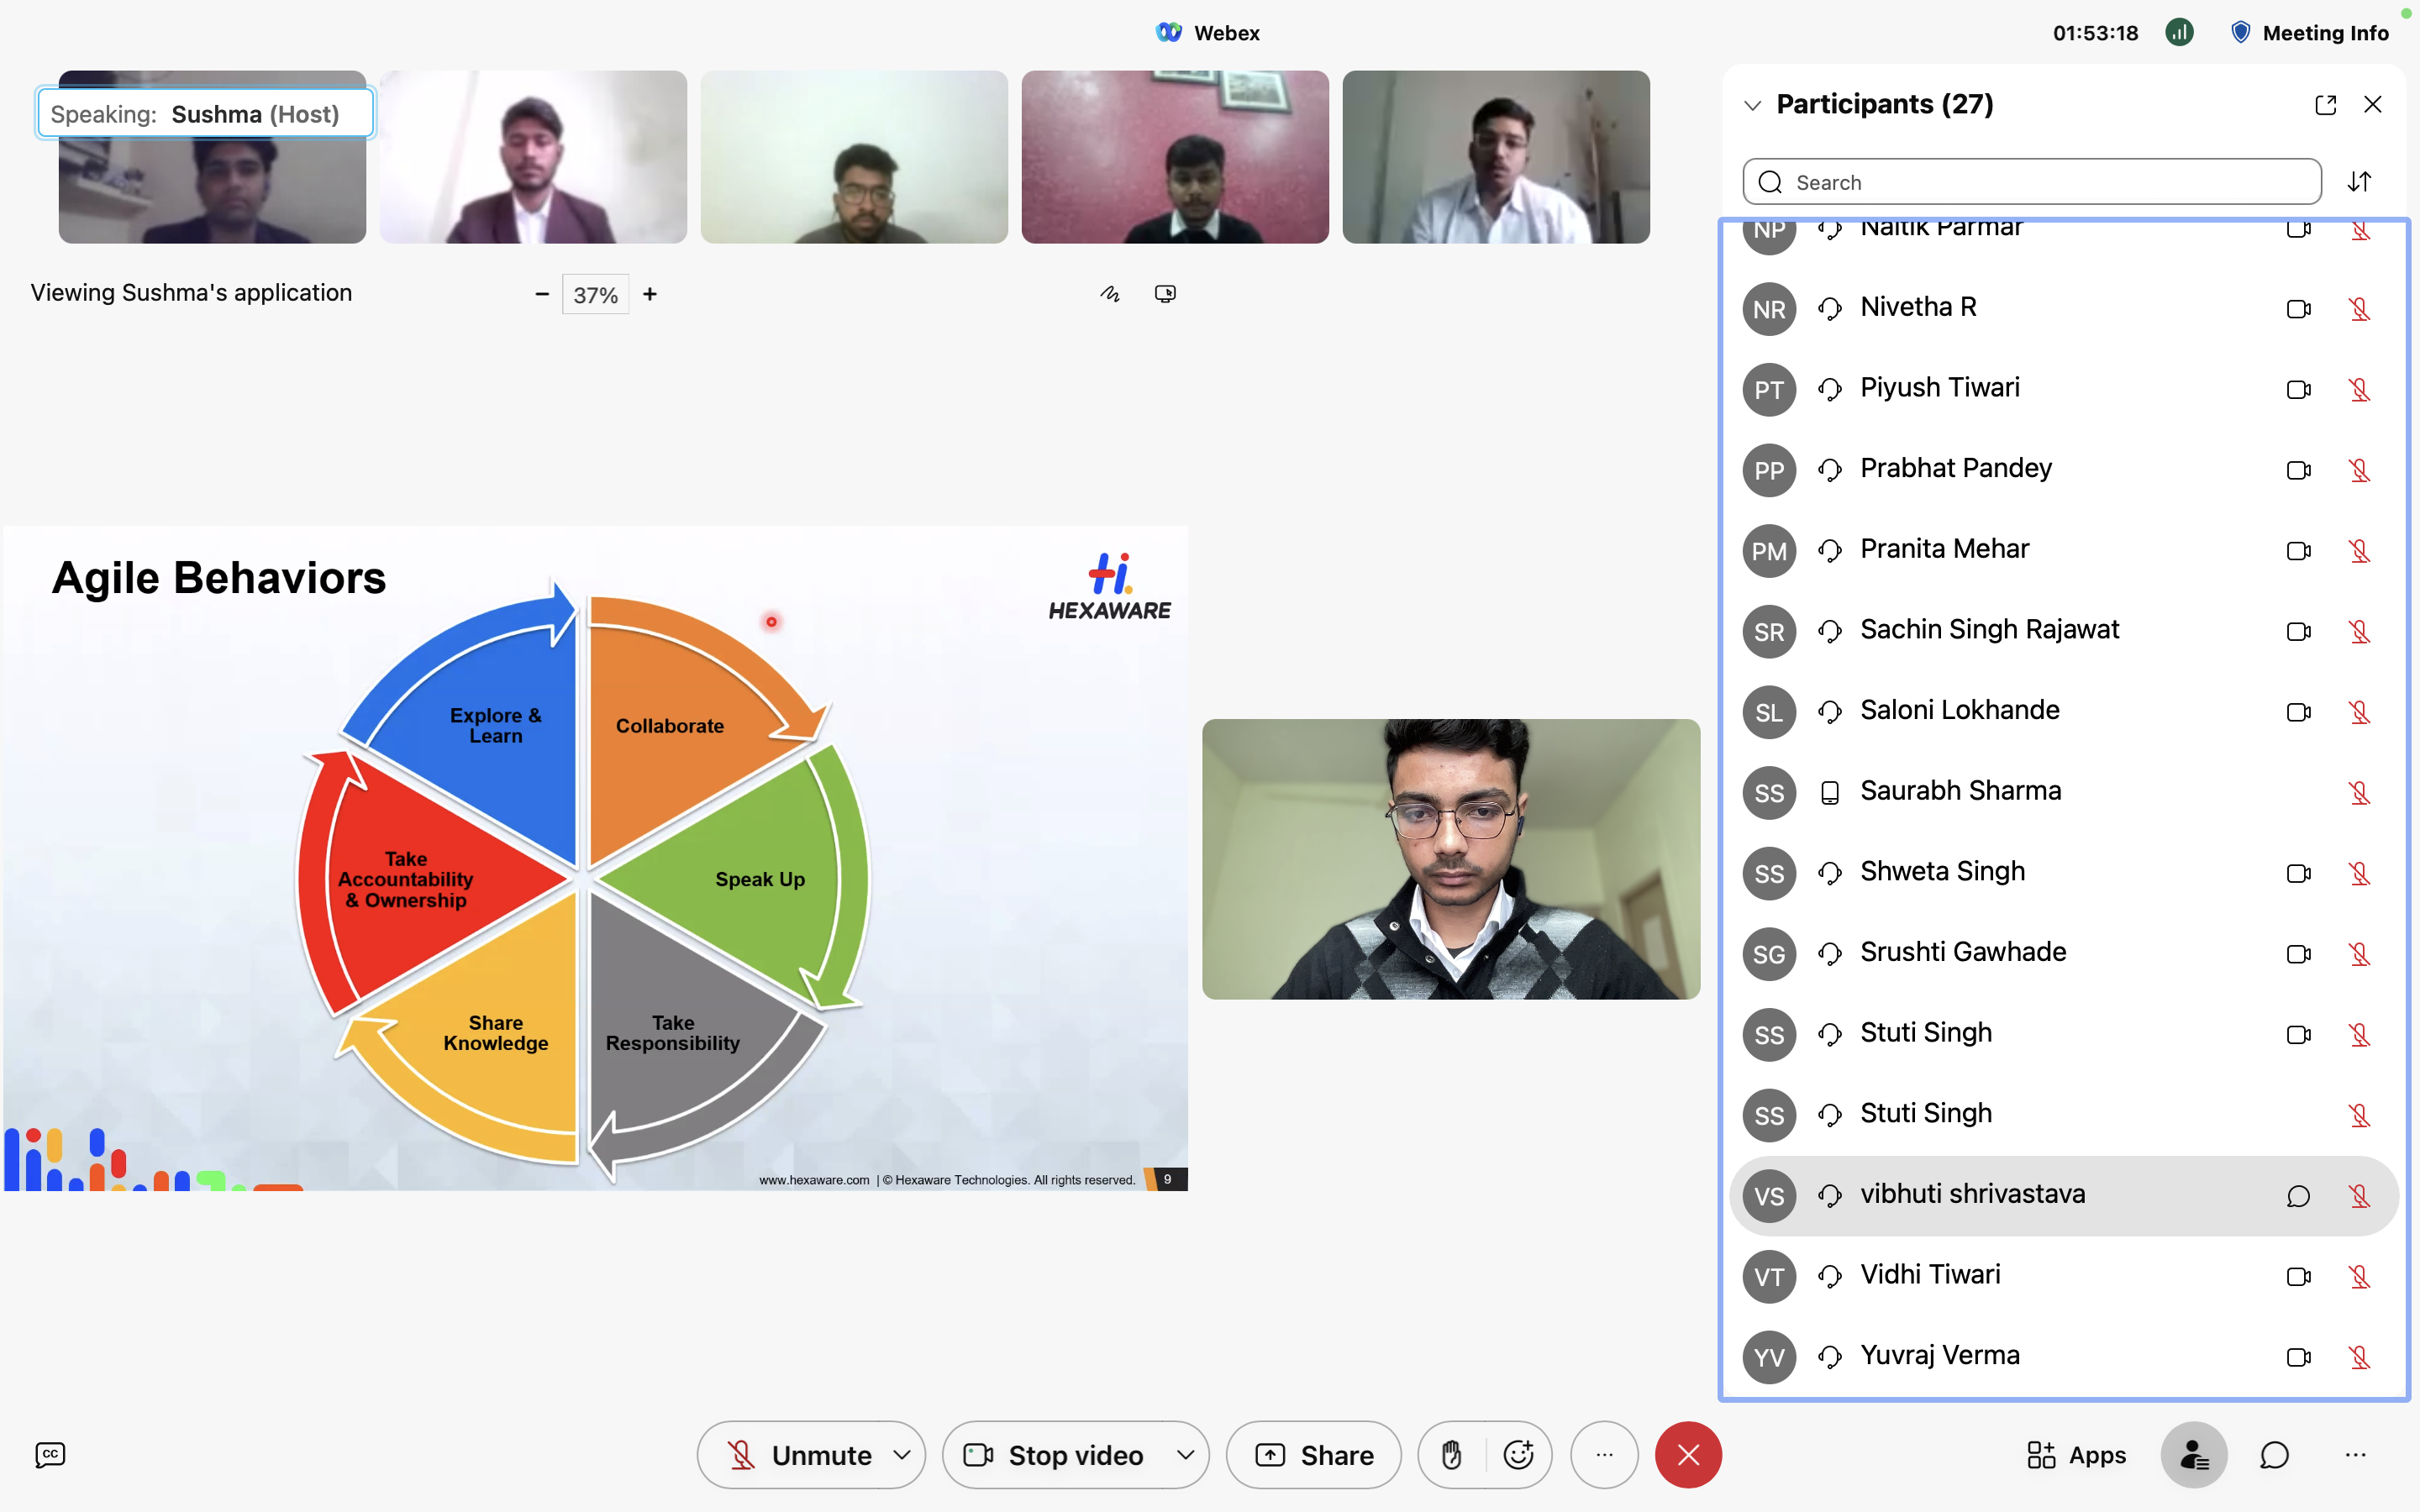 Webex
01:53:18
Meeting Info
Speaking: Sushma (Host)
Viewing Sushma's application
37%
Agile Behaviors
HEXAWARE
Explore &
Learn
Collaborate
Speak Up
Take
Responsibility
Share
Knowledge
Take
Accountability
& Ownership
www.hexaware.com | © Hexaware Technologies. All rights reserved.
9
Participants (27)
Search
NP Naitik Parmar
NR Nivetha R
PT Piyush Tiwari
PP Prabhat Pandey
PM Pranita Mehar
SR Sachin Singh Rajawat
SL Saloni Lokhande
SS Saurabh Sharma
SS Shweta Singh
SG Srushti Gawhade
SS Stuti Singh
SS Stuti Singh
VS vibhuti shrivastava
VT Vidhi Tiwari
YV Yuvraj Verma
CC
Unmute
Stop video
Share
Apps